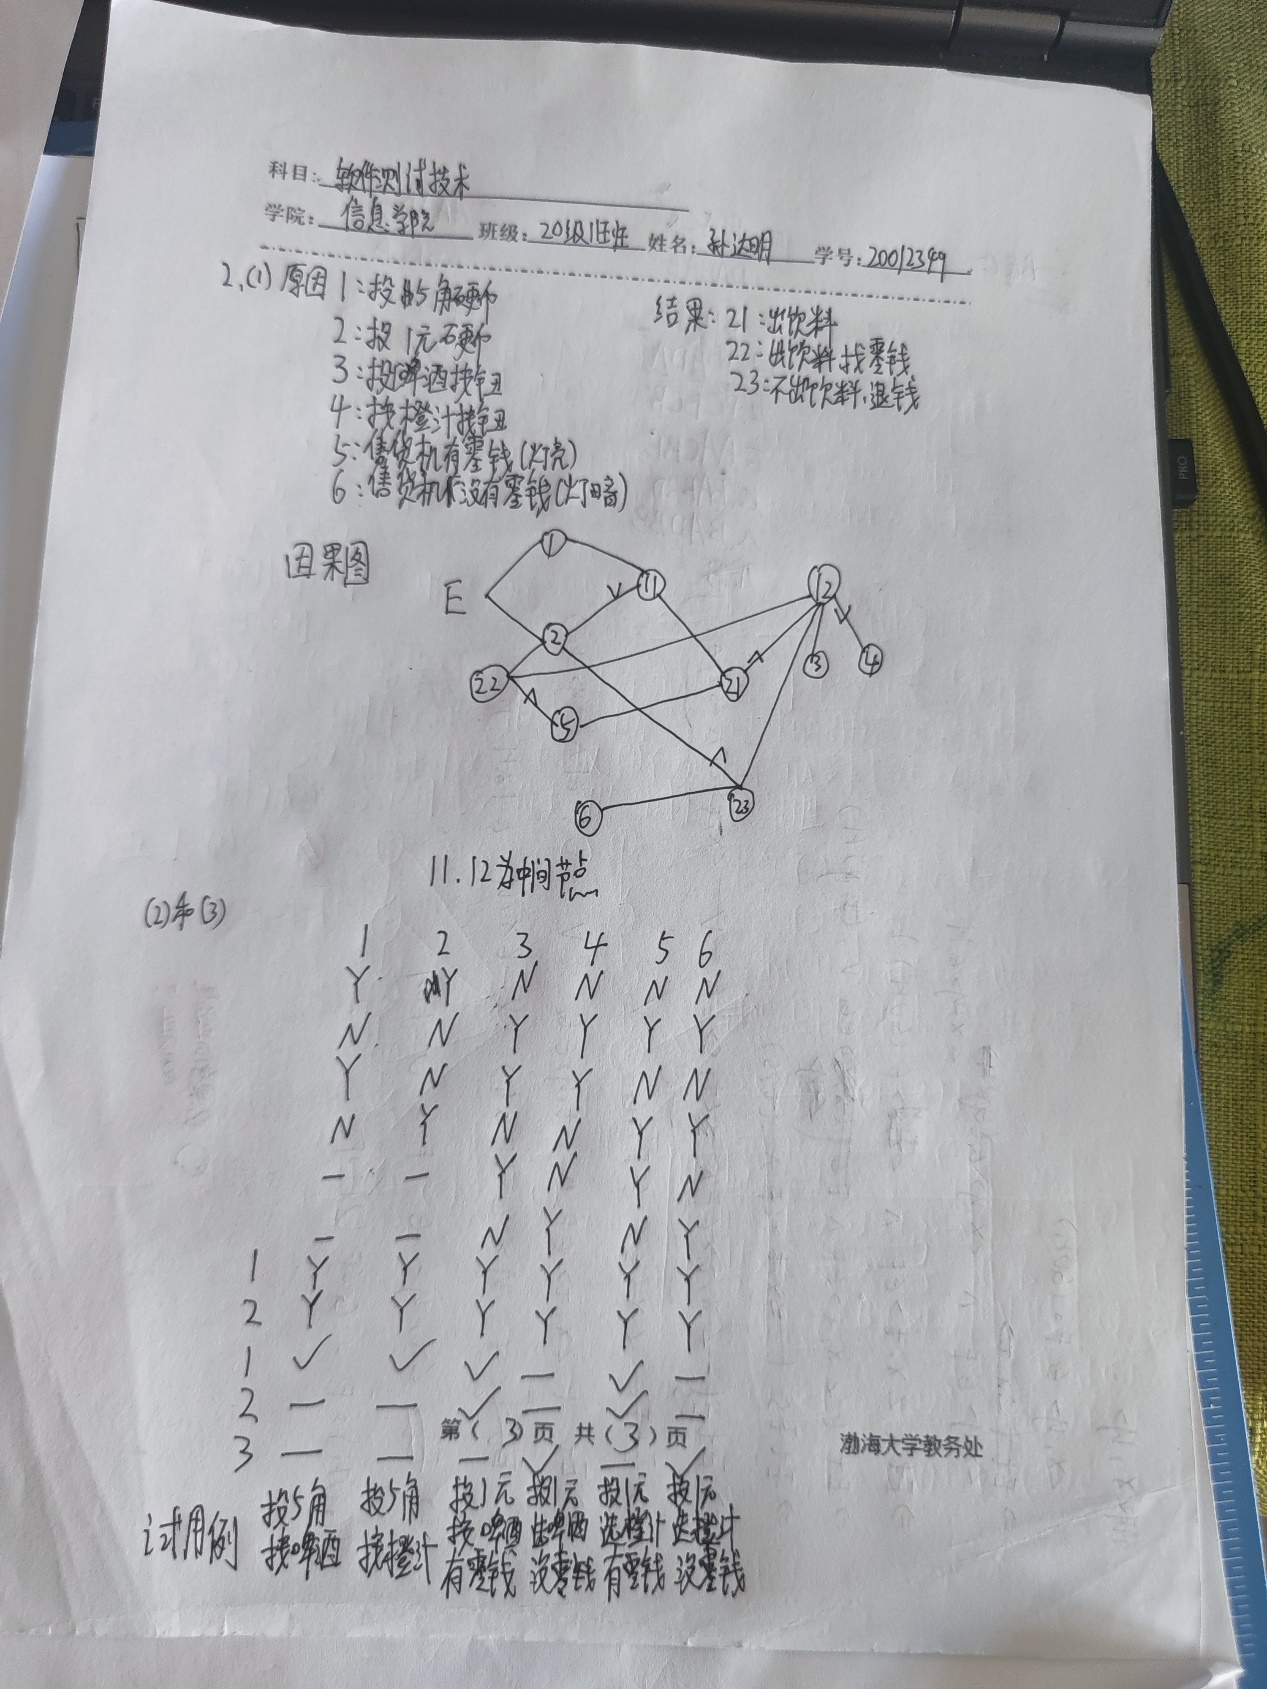 科目: 软件测试技术
学院: 信息学院 班级: 20级 姓名: 孙达明 学号: 20012399
2、(1) 原因 1:投 5角硬币
结果: 21:出饮料
2:投 1元硬币
22:出饮料找零钱
3:按啤酒按钮
23:不出饮料、退钱
4:按橙汁按钮
5:售货机有零钱(灯亮)
6:售货机没有零钱(灯暗)
因果图
E 1 11 12
2 22 21 3 4
5
6 23
11.12为中间节点
(2)和(3)
1 2 3 4 5 6
Y Y N N N N
N N Y Y Y Y
Y N Y Y N N
N Y N N Y Y
— — Y N Y N
— — N Y N Y
1 Y Y Y Y Y Y
2 Y Y Y Y Y Y
1 ✓ ✓ ✓ — ✓ —
2 — — ✓ — ✓ —
第(3)页 共(3)页 渤海大学教务处
3 — — — ✓ — ✓
试用例 投5角 投5角 投1元 投1元 投1元 投1元
按啤酒 按橙汁 按啤酒 啤酒 选橙汁 选橙汁
有零钱 没零钱 有零钱 没零钱
PRO